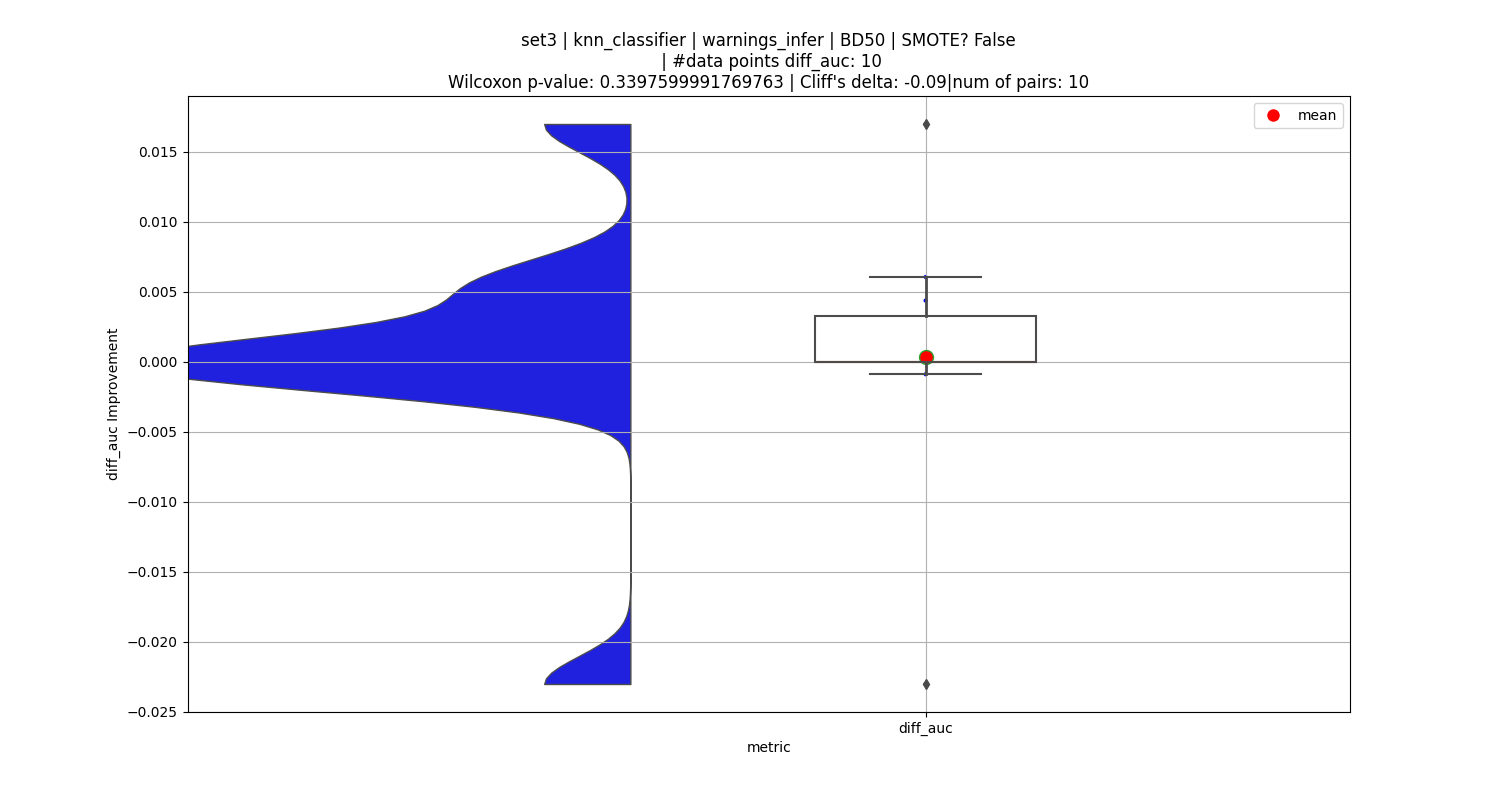 set3 | knn_classifier | warnings_infer | BD50 | SMOTE? False
| #data points diff_auc: 10
Wilcoxon p-value: 0.3397599991769763 | Cliff's delta: -0.09|num of pairs: 10
mean
0.015
0.010
0.005
0.000
−0.005
−0.010
−0.015
−0.020
−0.025
diff_auc Improvement
diff_auc
metric